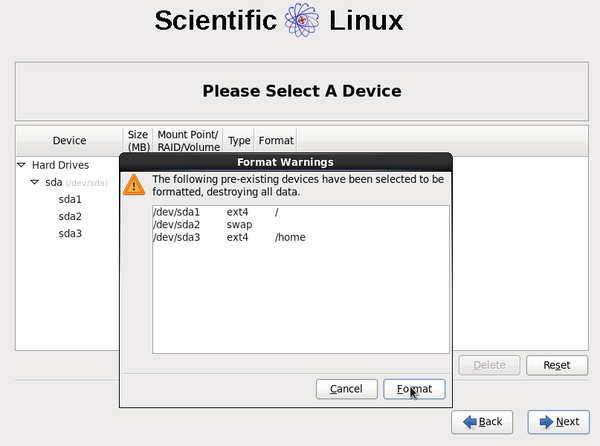 Scientific Linux
Please Select A Device
Device Size (MB) Mount Point/ RAID/Volume Type Format
Format Warnings
Hard Drives
sda (/dev/sda)
sda1
sda2
sda3
The following pre-existing devices have been selected to be
formatted, destroying all data.
/dev/sda1 ext4 /
/dev/sda2 swap
/dev/sda3 ext4 /home
Delete Reset
Cancel Format
Back Next